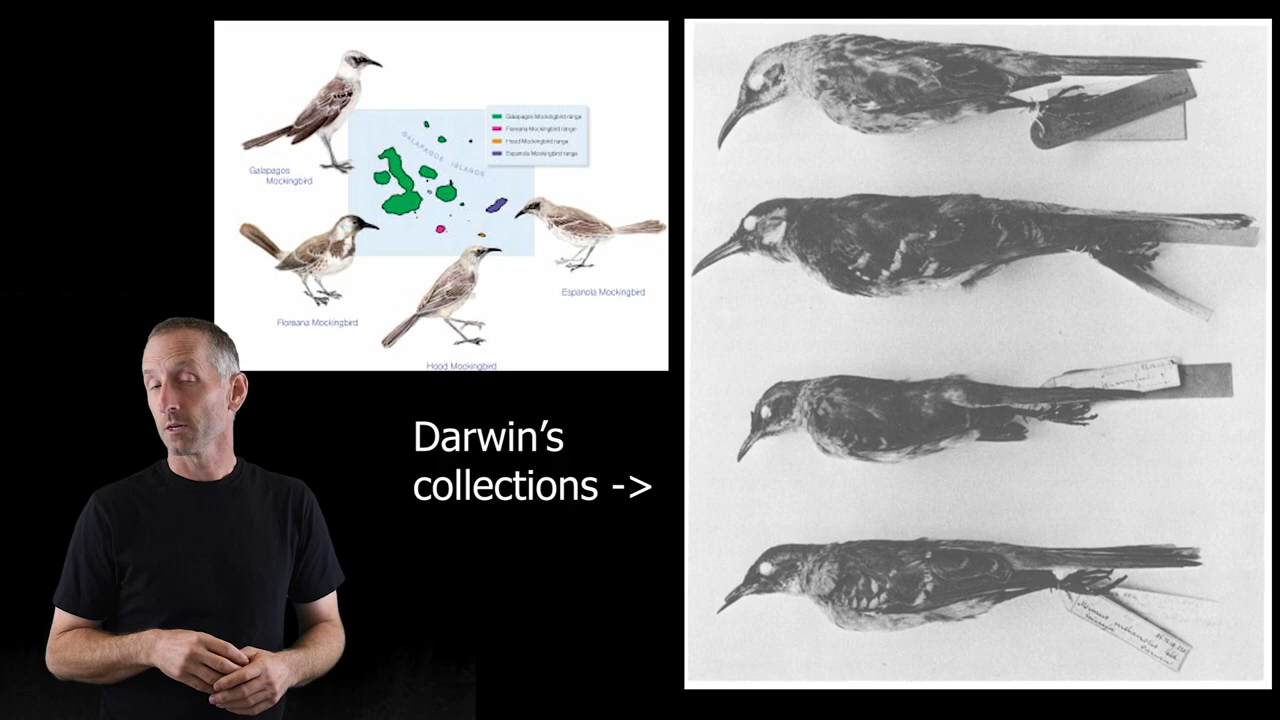 Galapagos Mockingbird range
Floreana Mockingbird range
Hood Mockingbird range
Espanola Mockingbird range
GALAPAGOS ISLANDS
Galapagos
Mockingbird
Floreana Mockingbird
Hood Mockingbird
Espanola Mockingbird
Darwin’s
collections ->